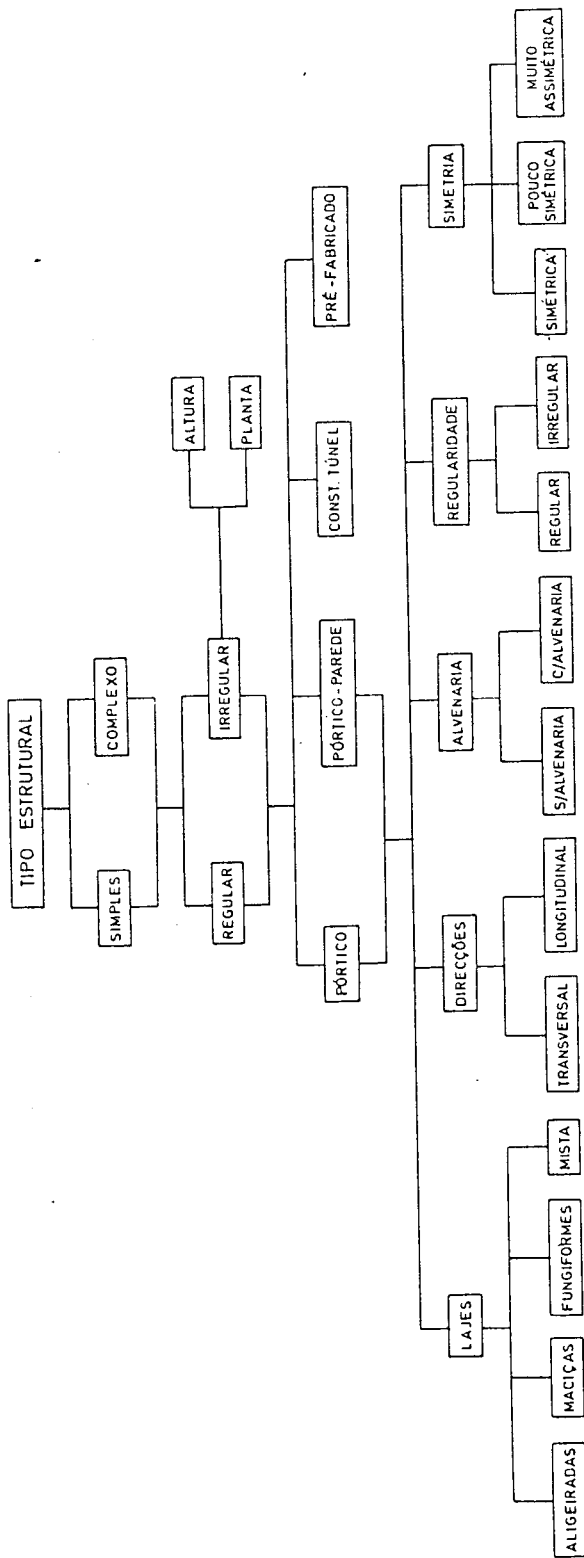 TIPO ESTRUTURAL
SIMPLES
COMPLEXO
REGULAR
IRREGULAR
ALTURA
PLANTA
PÓRTICO
PÓRTICO-PAREDE
CONST. TÚNEL
PRÉ-FABRICADO
LAJES
DIRECÇÕES
ALVENARIA
REGULARIDADE
SIMETRIA
ALIGEIRADAS
MACIÇAS
FUNGIFORMES
MISTA
TRANSVERSAL
LONGITUDINAL
S/ALVENARIA
C/ALVENARIA
REGULAR
IRREGULAR
SIMÉTRICA
POUCO
SIMÉTRICA
MUITO
ASSIMÉTRICA